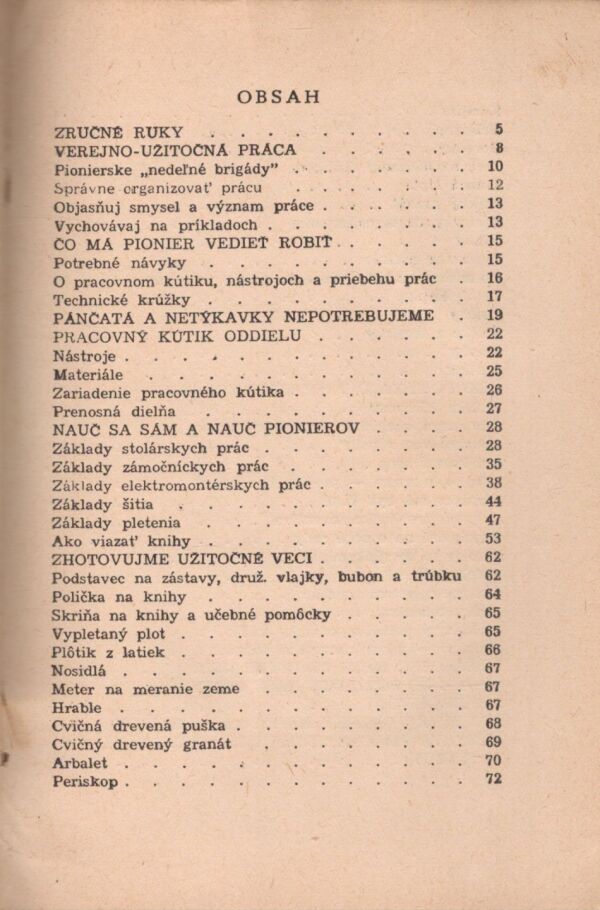 OBSAH
ZRUČNÉ RUKY . . . . . . . . . . 5
VEREJNO-UŽITOČNÁ PRÁCA . . . . . . 8
Pionierske „nedeľné brigády” . . . . . . . 10
Správne organizovať prácu . . . . . . 12
Objasňuj smysel a význam práce . . . . . . 13
Vychovávaj na príkladoch . . . . . . . . 13
ČO MÁ PIONIER VEDIEŤ ROBIŤ . . . . . 15
Potrebné návyky . . . . . . . . . . 15
O pracovnom kútiku, nástrojoch a priebehu prác . 16
Technické krúžky . . . . . . . . . 17
PÁNČATÁ A NETÝKAVKY NEPOTREBUJEME . 19
PRACOVNÝ KÚTIK ODDIELU . . . . . . 22
Nástroje . . . . . . . . . . . . 22
Materiále . . . . . . . . . . . 25
Zariadenie pracovného kútika . . . . . . . 26
Prenosná dielňa . . . . . . . . . 27
NAUČ SA SÁM A NAUČ PIONIEROV . . . . 28
Základy stolárskych prác . . . . . . . . 28
Základy zámočníckych prác . . . . . . 35
Základy elektromontérskych prác . . . . . . 38
Základy šitia . . . . . . . . . . 44
Základy pletenia . . . . . . . . . 47
Ako viazať knihy . . . . . . . . . 53
ZHOTOVUJME UŽITOČNÉ VECI . . . . . . 62
Podstavec na zástavy, druž. vlajky, bubon a trúbku 62
Polička na knihy . . . . . . . . . 64
Skriňa na knihy a učebné pomôcky . . . . . 65
Vypletaný plot . . . . . . . . . . 65
Plôtik z latiek . . . . . . . . . . 66
Nosidlá . . . . . . . . . . . . 67
Meter na meranie zeme . . . . . . . 67
Hrable . . . . . . . . . . . . 67
Cvičná drevená puška . . . . . . . . . 68
Cvičný drevený granát . . . . . . . 69
Arbalet . . . . . . . . . . . . 70
Periskop . . . . . . . . . . . . 72